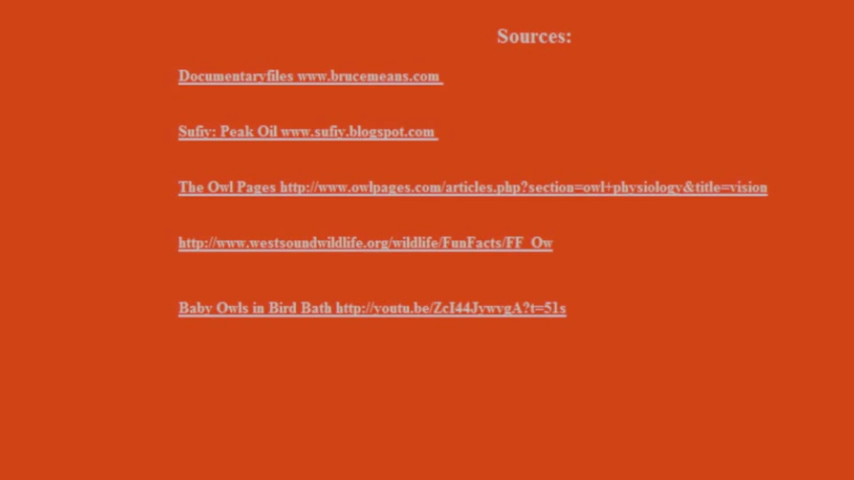 Sources:
Documentaryfiles www.brucemeans.com
Sufiy: Peak Oil www.sufiy.blogspot.com
The Owl Pages http://www.owlpages.com/articles.php?section=owl+physiology&title=vision
http://www.westsoundwildlife.org/wildlife/FunFacts/FF_Ow
Baby Owls in Bird Bath http://youtu.be/ZcI44JywvgA?t=51s